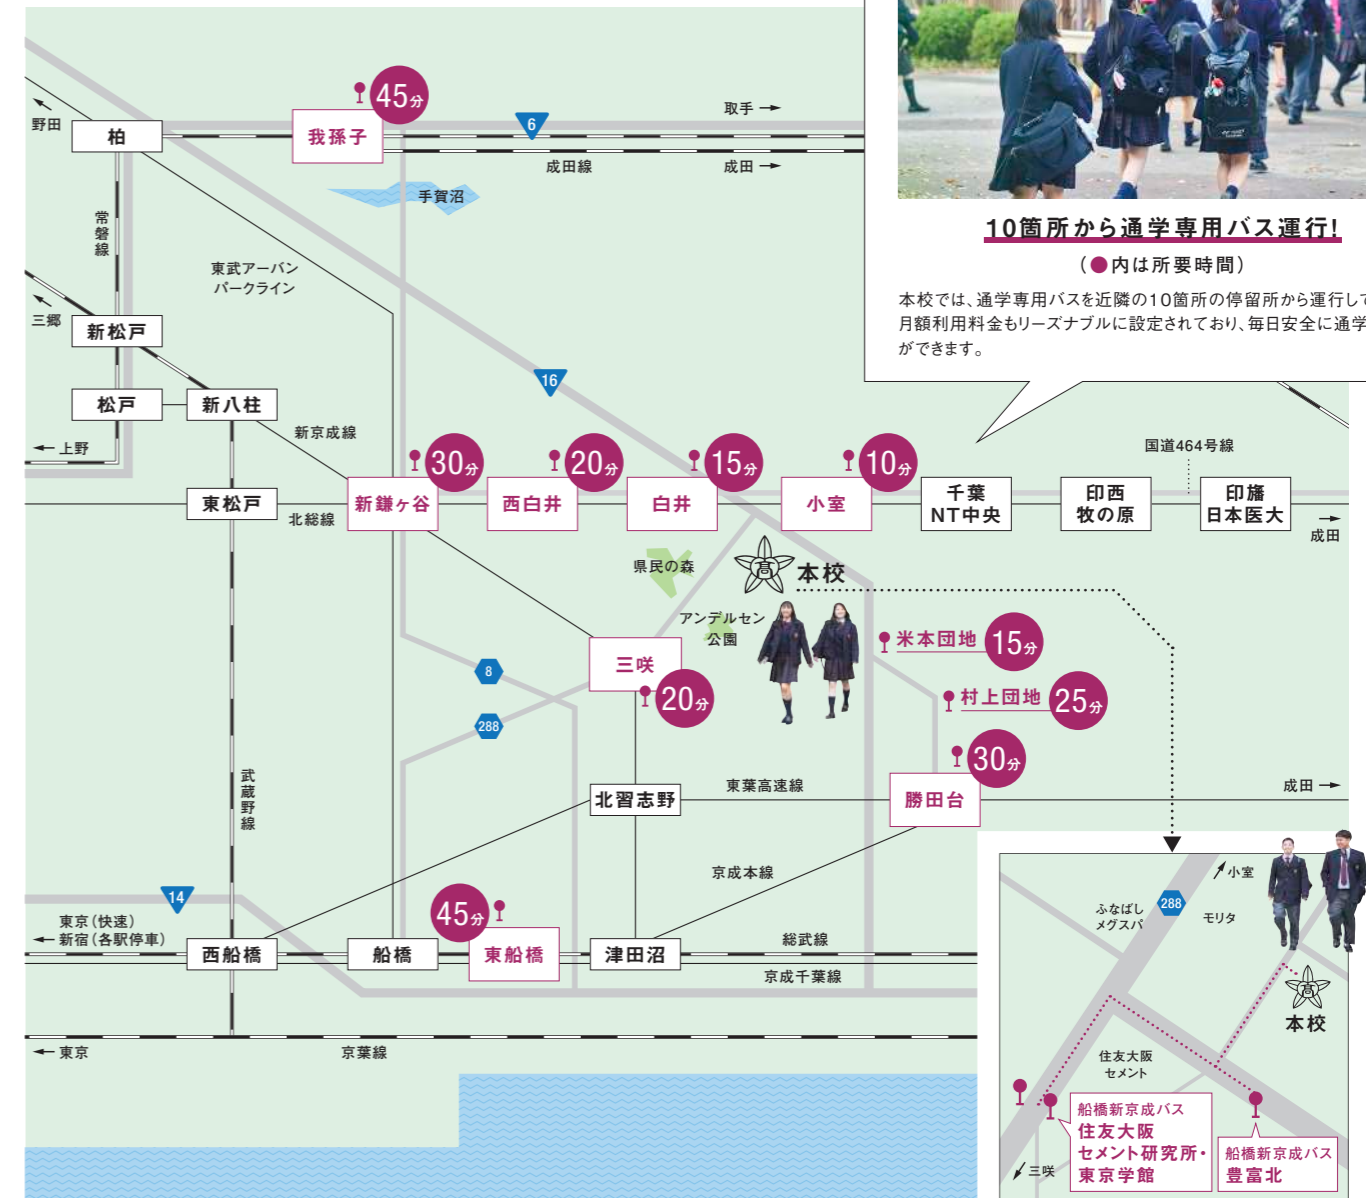 10箇所から通学専用バス運行!
(●内は所要時間)
本校では、通学専用バスを近隣の10箇所の停留所から運行して
月額利用料金もリーズナブルに設定されており、毎日安全に通学
ができます。
45分
取手 →
野田
柏
我孫子
6
成田線
成田 →
手賀沼
常磐線
東武アーバン
パークライン
三郷
新松戸
16
松戸
新八柱
← 上野
新京成線
国道464号線
30分
20分
15分
10分
東松戸
北総線
新鎌ヶ谷
西白井
白井
小室
千葉
NT中央
印西
牧の原
印旛
日本医大
→
成田
県民の森
髙
本校
アンデルセン
公園
米本団地
15分
三咲
20分
8
288
村上団地
25分
30分
武蔵野線
北習志野
東葉高速線
勝田台
成田 →
京成本線
14
東京(快速)
← 新宿(各駅停車)
45分
西船橋
船橋
東船橋
津田沼
総武線
京成千葉線
← 東京
京葉線
小室
288
ふなばし
メグスパ
モリタ
髙
本校
住友大阪
セメント
船橋新京成バス
住友大阪
セメント研究所・
東京学館
船橋新京成バス
豊富北
三咲